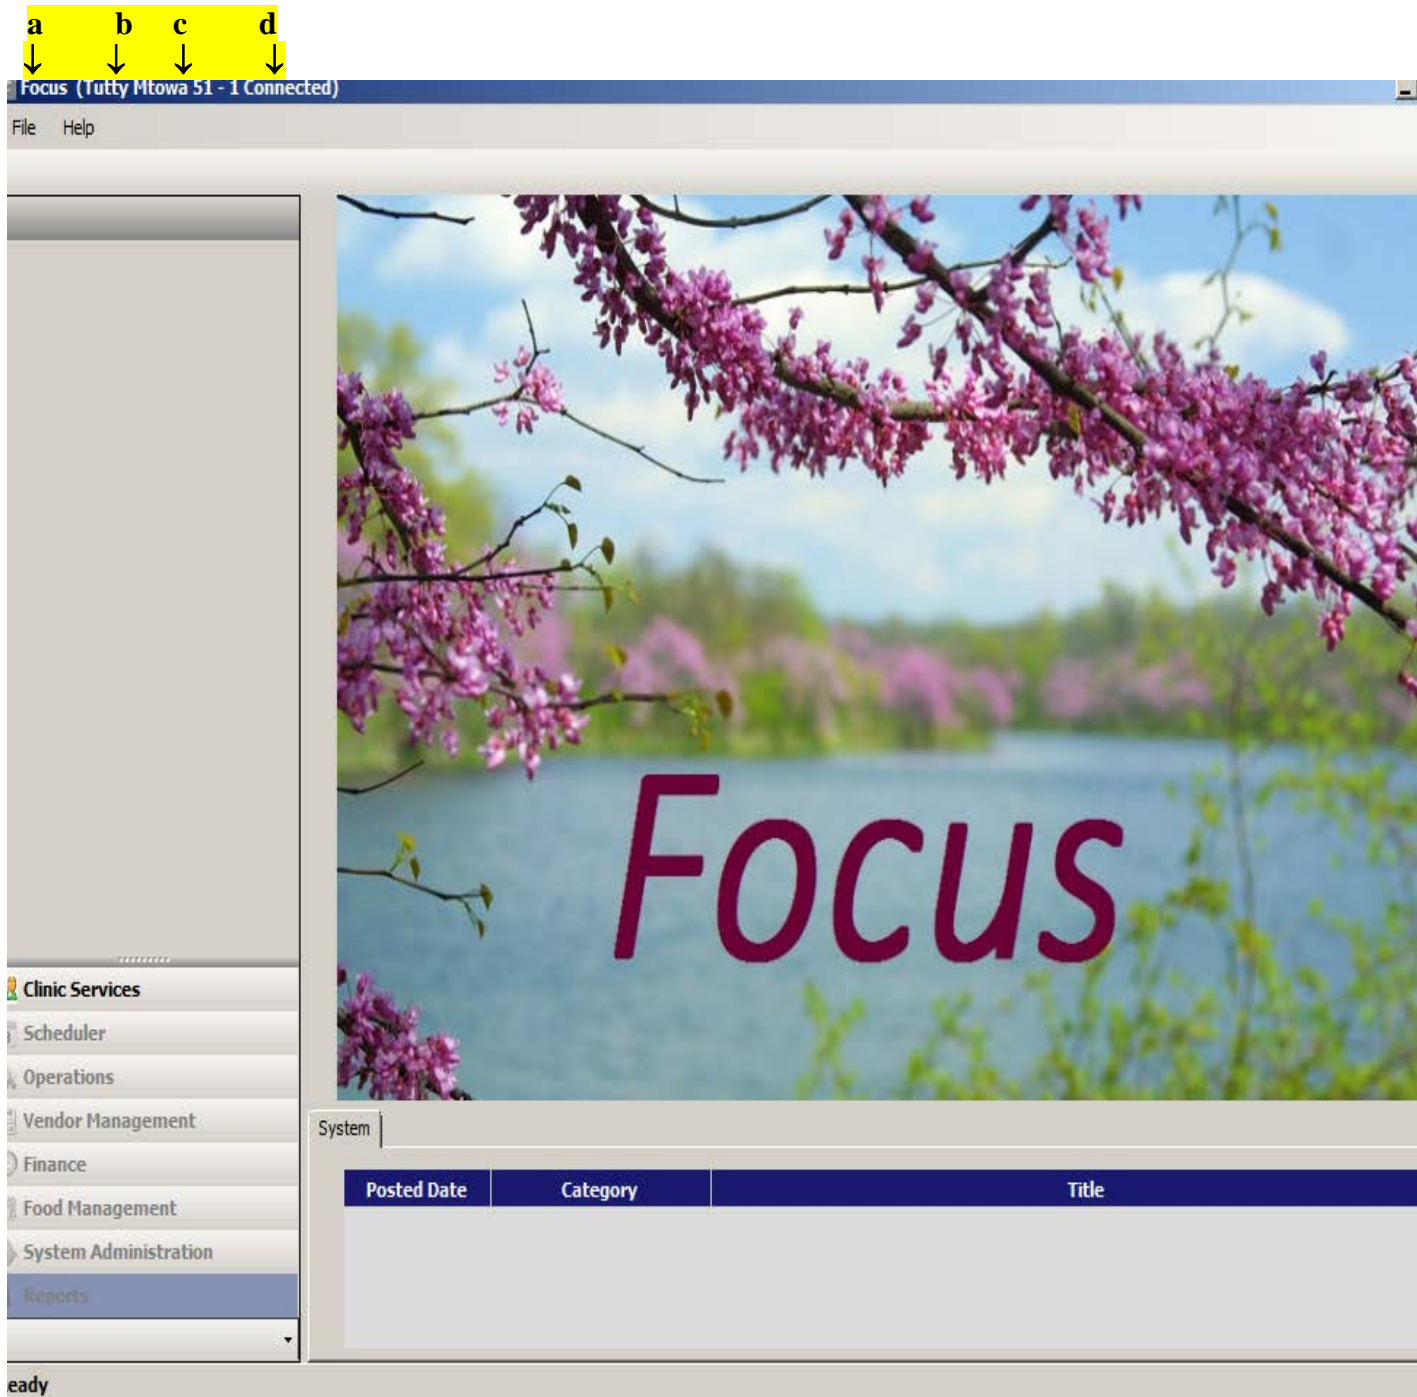 a b c d
↓ ↓ ↓ ↓
Focus (Tutty Mtowa 51 - 1 Connected)
File Help
Focus
Clinic Services
Scheduler
Operations
Vendor Management
Finance
Food Management
System Administration
Reports
System
Posted Date Category Title
eady